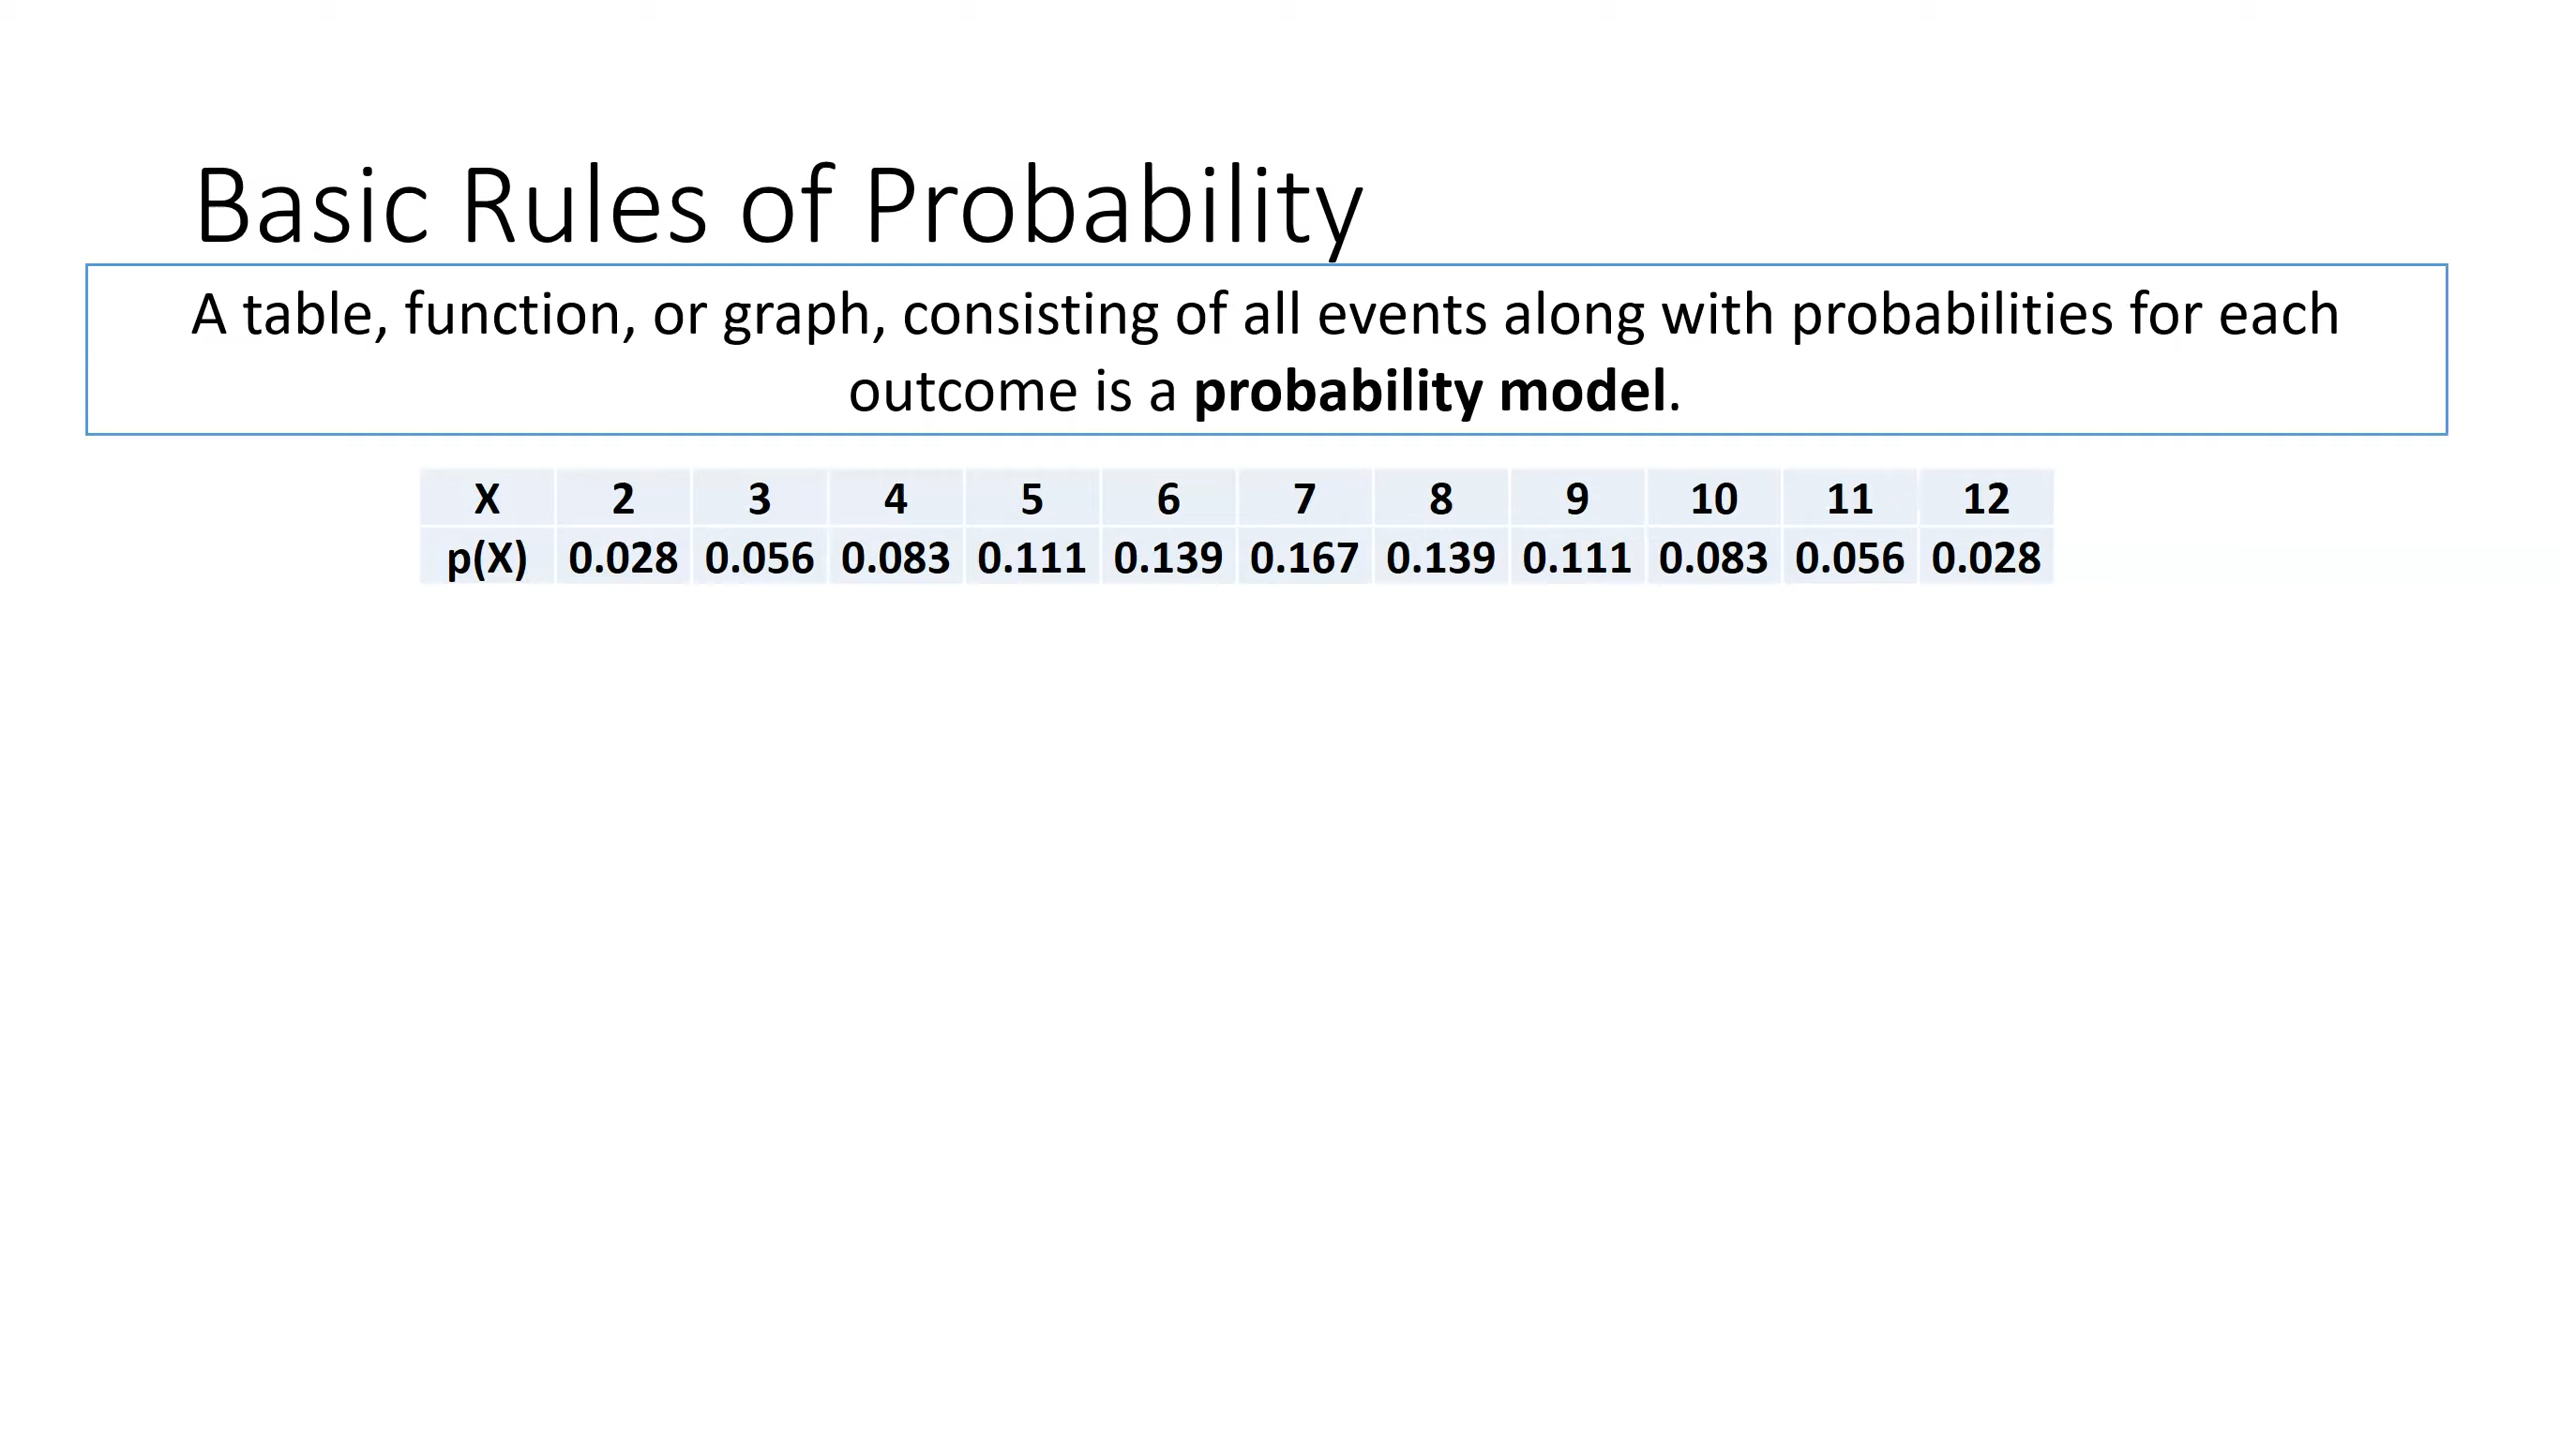 Basic Rules of Probability
A table, function, or graph, consisting of all events along with probabilities for each
outcome is a probability model.
X 2 3 4 5 6 7 8 9 10 11 12
p(X) 0.028 0.056 0.083 0.111 0.139 0.167 0.139 0.111 0.083 0.056 0.028